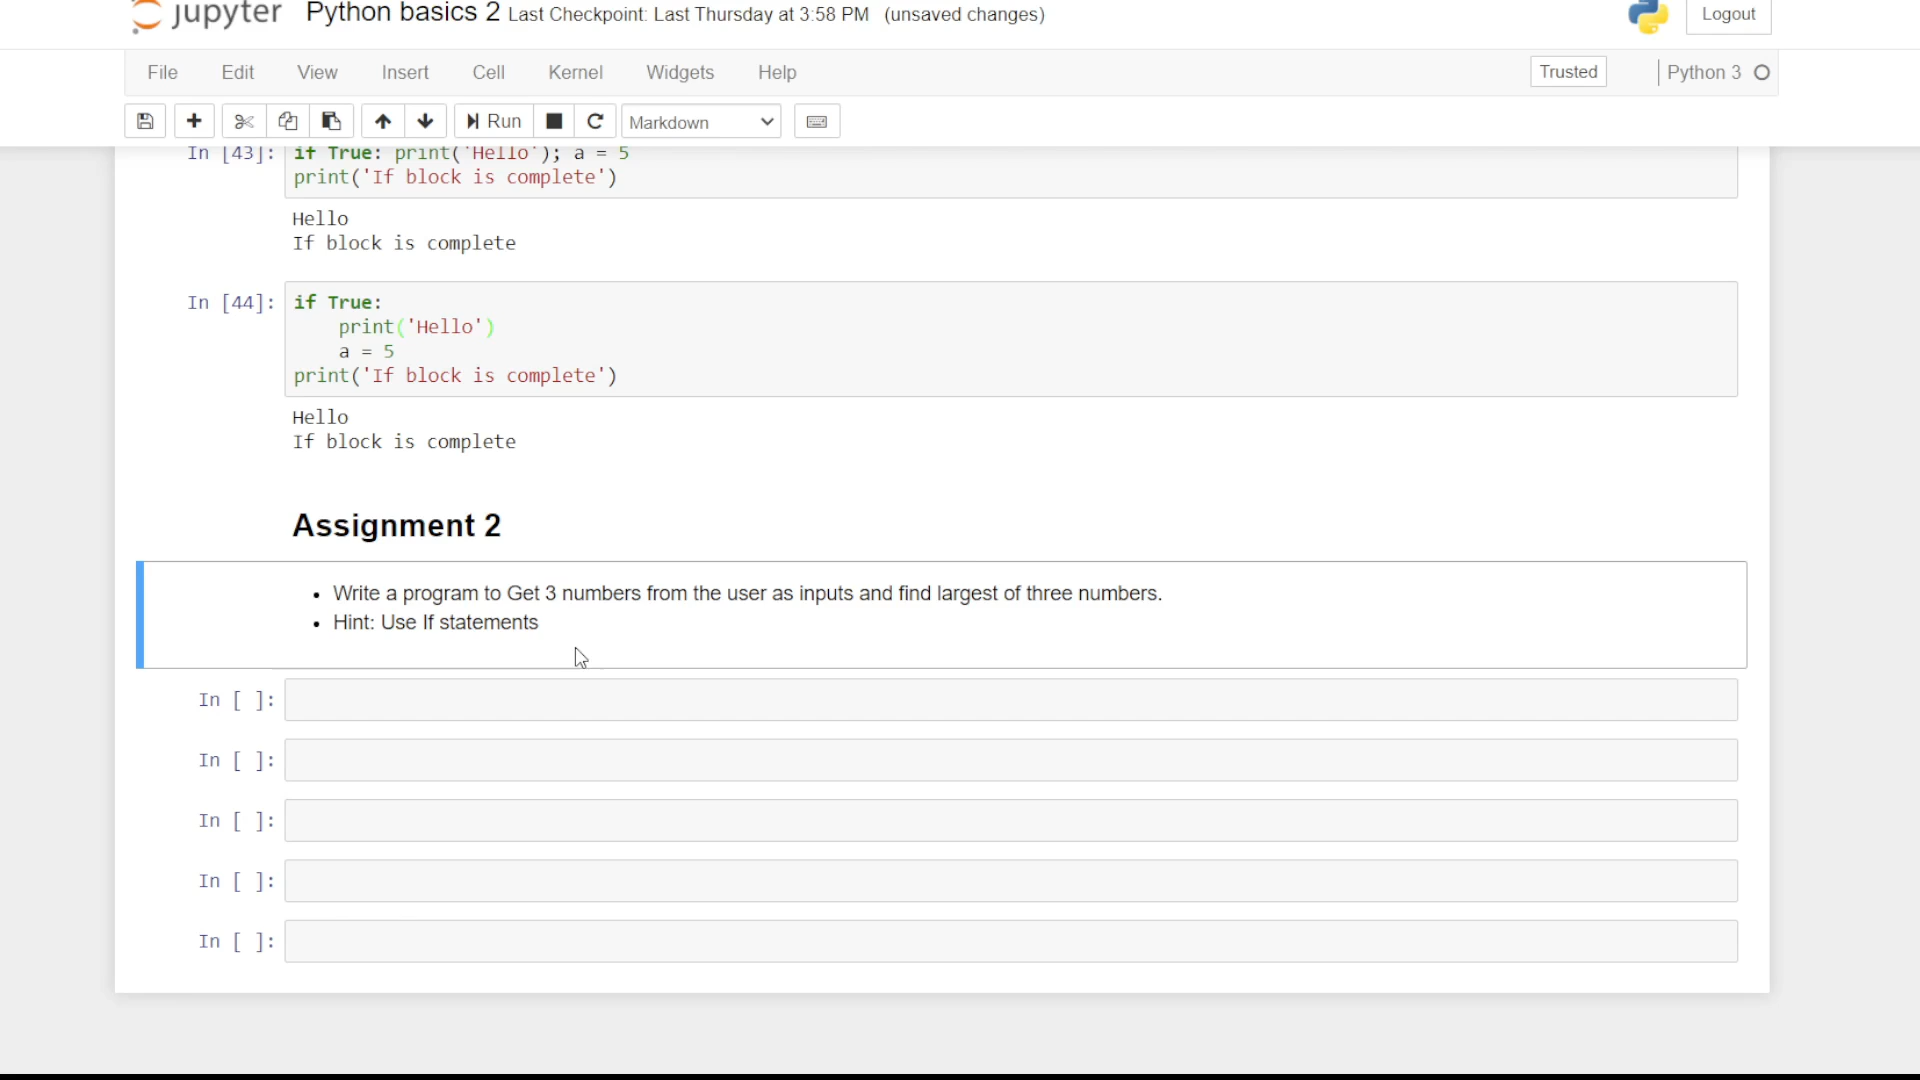 jupyter Python basics 2 Last Checkpoint: Last Thursday at 3:58 PM (unsaved changes) Logout
File Edit View Insert Cell Kernel Widgets Help Trusted Python 3
Run Markdown
In [43]: if True: print('Hello'); a = 5
print('If block is complete')
Hello
If block is complete
In [44]: if True:
print('Hello')
a = 5
print('If block is complete')
Hello
If block is complete
Assignment 2
• Write a program to Get 3 numbers from the user as inputs and find largest of three numbers.
• Hint: Use If statements
In [ ]:
In [ ]:
In [ ]:
In [ ]:
In [ ]: